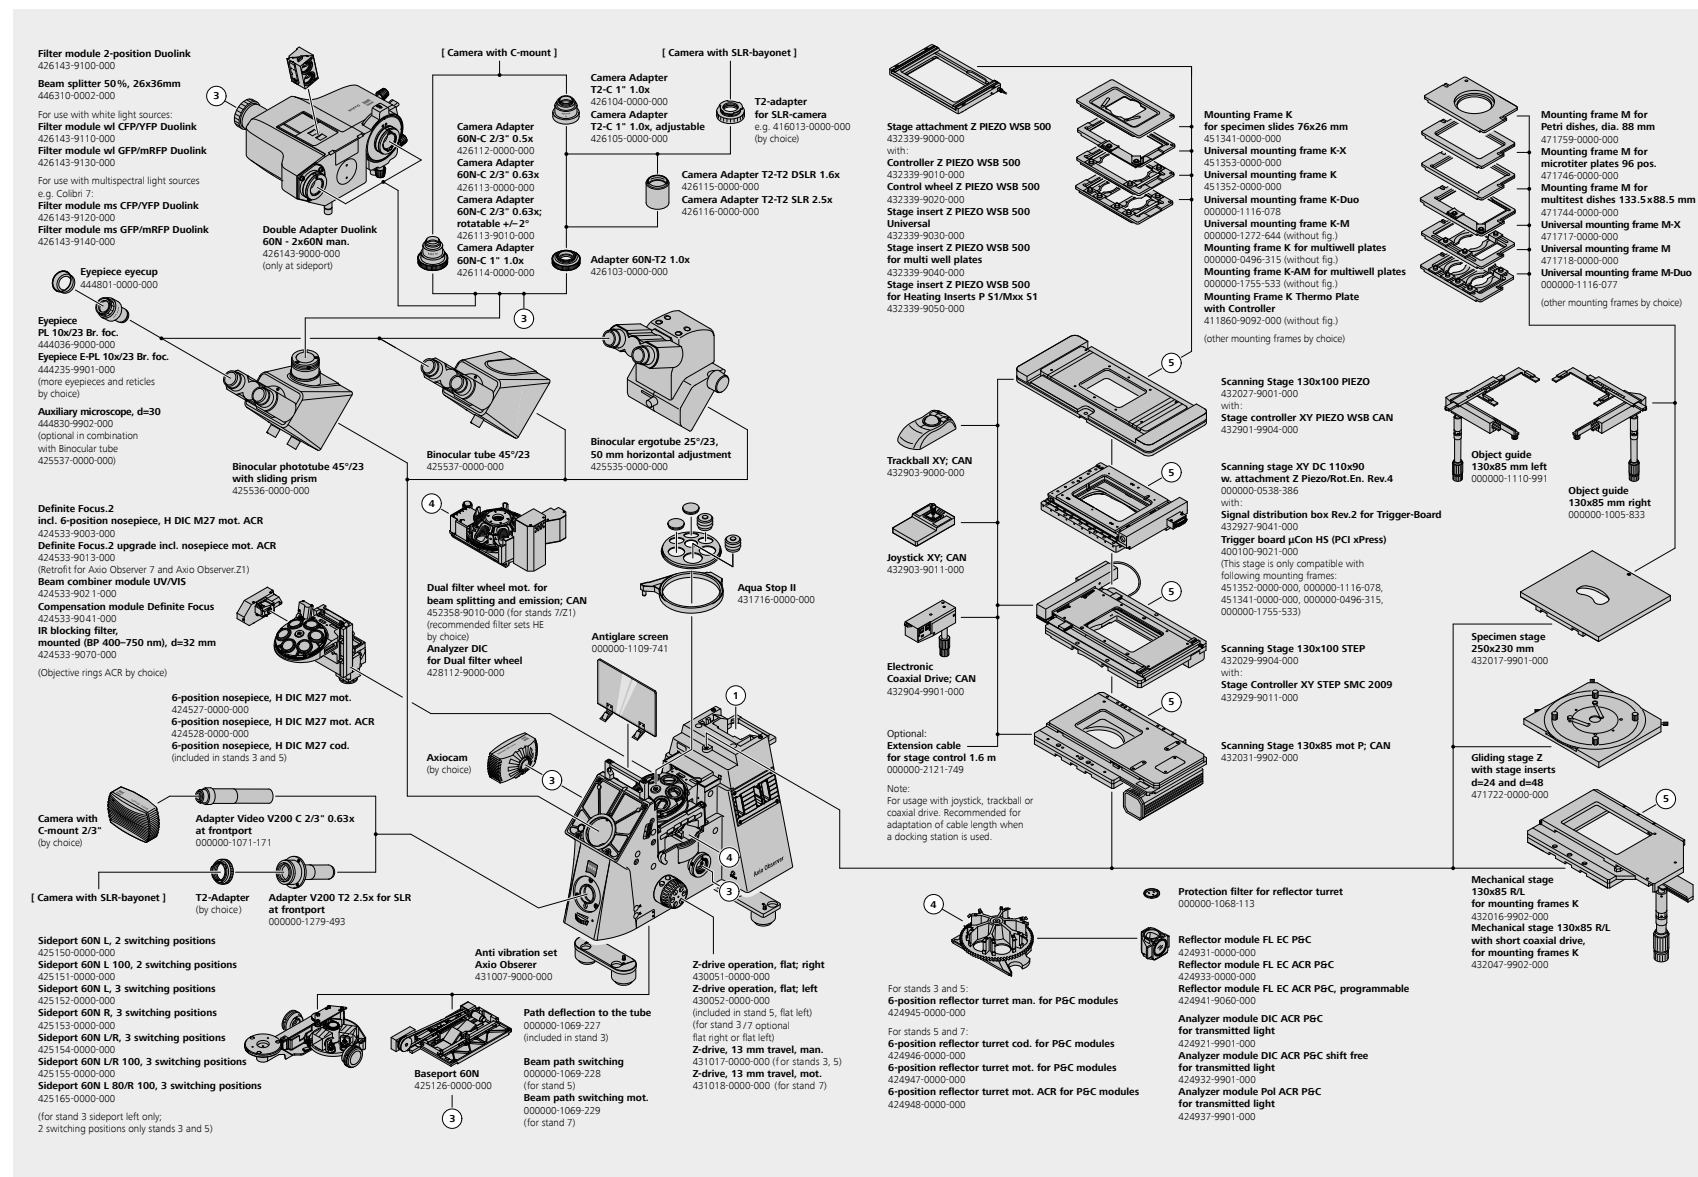 Filter module 2-position Duolink
426143-9100-000
Beam splitter 50%, 26x36mm
446310-0002-000
For use with white light sources:
Filter module wl CFP/YFP Duolink
426143-9110-000
Filter module wl GFP/mRFP Duolink
426143-9130-000
For use with multispectral light sources
e.g. Colibri 7:
Filter module ms CFP/YFP Duolink
426143-9120-000
Filter module ms GFP/mRFP Duolink
426143-9140-000
3
Double Adapter Duolink
60N - 2x60N man.
426143-9000-000
(only at sideport)
[ Camera with C-mount ]
[ Camera with SLR-bayonet ]
Camera Adapter
T2-C 1" 1.0x
426104-0000-000
Camera Adapter
T2-C 1" 1.0x, adjustable
426105-0000-000
T2-adapter
for SLR-camera
e.g. 416013-0000-000
(by choice)
Camera Adapter
60N-C 2/3" 0.5x
426112-0000-000
Camera Adapter
60N-C 2/3" 0.63x
426113-0000-000
Camera Adapter
60N-C 2/3" 0.63x;
rotatable +/−2°
426113-9010-000
Camera Adapter
60N-C 1" 1.0x
426114-0000-000
Camera Adapter T2-T2 DSLR 1.6x
426115-0000-000
Camera Adapter T2-T2 SLR 2.5x
426116-0000-000
Adapter 60N-T2 1.0x
426103-0000-000
3
Eyepiece eyecup
444801-0000-000
Eyepiece
PL 10x/23 Br. foc.
444036-9000-000
Eyepiece E-PL 10x/23 Br. foc.
444235-9901-000
(more eyepieces and reticles
by choice)
Auxiliary microscope, d=30
444830-9902-000
(optional in combination
with Binocular tube
425537-0000-000)
Binocular phototube 45°/23
with sliding prism
425536-0000-000
Binocular tube 45°/23
425537-0000-000
Binocular ergotube 25°/23,
50 mm horizontal adjustment
425535-0000-000
Definite Focus.2
incl. 6-position nosepiece, H DIC M27 mot. ACR
424533-9003-000
Definite Focus.2 upgrade incl. nosepiece mot. ACR
424533-9013-000
(Retrofit for Axio Observer 7 and Axio Observer.Z1)
Beam combiner module UV/VIS
424533-9021-000
Compensation module Definite Focus
424533-9041-000
IR blocking filter,
mounted (BP 400–750 nm), d=32 mm
424533-9070-000
(Objective rings ACR by choice)
6-position nosepiece, H DIC M27 mot.
424527-0000-000
6-position nosepiece, H DIC M27 mot. ACR
424528-0000-000
6-position nosepiece, H DIC M27 cod.
(included in stands 3 and 5)
4
Dual filter wheel mot. for
beam splitting and emission; CAN
452358-9010-000 (for stands 7/Z1)
(recommended filter sets HE
by choice)
Analyzer DIC
for Dual filter wheel
428112-9000-000
Aqua Stop II
431716-0000-000
Antiglare screen
000000-1109-741
1
Axiocam
(by choice)
3
4
3
Axio Observer
Camera with
C-mount 2/3"
(by choice)
Adapter Video V200 C 2/3" 0.63x
at frontport
000000-1071-171
[ Camera with SLR-bayonet ]
T2-Adapter
(by choice)
Adapter V200 T2 2.5x for SLR
at frontport
000000-1279-493
Sideport 60N L, 2 switching positions
425150-0000-000
Sideport 60N L 100, 2 switching positions
425151-0000-000
Sideport 60N L, 3 switching positions
425152-0000-000
Sideport 60N R, 3 switching positions
425153-0000-000
Sideport 60N L/R, 3 switching positions
425154-0000-000
Sideport 60N L/R 100, 3 switching positions
425155-0000-000
Sideport 60N L 80/R 100, 3 switching positions
425165-0000-000
(for stand 3 sideport left only;
2 switching positions only stands 3 and 5)
Anti vibration set
Axio Obserer
431007-9000-000
Baseport 60N
425126-0000-000
3
Path deflection to the tube
000000-1069-227
(included in stand 3)
Beam path switching
000000-1069-228
(for stand 5)
Beam path switching mot.
000000-1069-229
(for stand 7)
Z-drive operation, flat; right
430051-0000-000
Z-drive operation, flat; left
430052-0000-000
(included in stand 5, flat left)
(for stand 3/7 optional
flat right or flat left)
Z-drive, 13 mm travel, man.
431017-0000-000 (for stands 3, 5)
Z-drive, 13 mm travel, mot.
431018-0000-000 (for stand 7)
Stage attachment Z PIEZO WSB 500
432339-9000-000
with:
Controller Z PIEZO WSB 500
432339-9010-000
Control wheel Z PIEZO WSB 500
432339-9020-000
Stage insert Z PIEZO WSB 500
Universal
432339-9030-000
Stage insert Z PIEZO WSB 500
for multi well plates
432339-9040-000
Stage insert Z PIEZO WSB 500
for Heating Inserts P S1/Mxx S1
432339-9050-000
Mounting Frame K
for specimen slides 76x26 mm
451341-0000-000
Universal mounting frame K-X
451353-0000-000
Universal mounting frame K
451352-0000-000
Universal mounting frame K-Duo
000000-1116-078
Universal mounting frame K-M
000000-1272-644 (without fig.)
Mounting frame K for multiwell plates
000000-0496-315 (without fig.)
Mounting frame K-AM for multiwell plates
000000-1755-533 (without fig.)
Mounting Frame K Thermo Plate
with Controller
411860-9092-000 (without fig.)
(other mounting frames by choice)
Mounting frame M for
Petri dishes, dia. 88 mm
471759-0000-000
Mounting frame M for
microtiter plates 96 pos.
471746-0000-000
Mounting frame M for
multitest dishes 133.5x88.5 mm
471744-0000-000
Universal mounting frame M-X
471717-0000-000
Universal mounting frame M
471718-0000-000
Universal mounting frame M-Duo
000000-1116-077
(other mounting frames by choice)
5
Scanning Stage 130x100 PIEZO
432027-9001-000
with:
Stage controller XY PIEZO WSB CAN
432901-9904-000
Trackball XY; CAN
432903-9000-000
5
Scanning stage XY DC 110x90
w. attachment Z Piezo/Rot.En. Rev.4
000000-0538-386
with:
Signal distribution box Rev.2 for Trigger-Board
432927-9041-000
Trigger board µCon HS (PCI xPress)
400100-9021-000
(This stage is only compatible with
following mounting frames:
451352-0000-000, 000000-1116-078,
451341-0000-000, 000000-0496-315,
000000-1755-533)
Joystick XY; CAN
432903-9011-000
5
Electronic
Coaxial Drive; CAN
432904-9901-000
Scanning Stage 130x100 STEP
432029-9904-000
with:
Stage Controller XY STEP SMC 2009
432929-9011-000
5
Optional:
Extension cable
for stage control 1.6 m
000000-2121-749
Note:
For usage with joystick, trackball or
coaxial drive. Recommended for
adaptation of cable length when
a docking station is used.
Scanning Stage 130x85 mot P; CAN
432031-9902-000
Object guide
130x85 mm left
000000-1110-991
Object guide
130x85 mm right
000000-1005-833
Specimen stage
250x230 mm
432017-9901-000
Gliding stage Z
with stage inserts
d=24 and d=48
471722-0000-000
5
Mechanical stage
130x85 R/L
for mounting frames K
432016-9902-000
Mechanical stage 130x85 R/L
with short coaxial drive,
for mounting frames K
432047-9902-000
4
For stands 3 and 5:
6-position reflector turret man. for P&C modules
424945-0000-000
For stands 5 and 7:
6-position reflector turret cod. for P&C modules
424946-0000-000
6-position reflector turret mot. for P&C modules
424947-0000-000
6-position reflector turret mot. ACR for P&C modules
424948-0000-000
Protection filter for reflector turret
000000-1068-113
Reflector module FL EC P&C
424931-0000-000
Reflector module FL EC ACR P&C
424933-0000-000
Reflector module FL EC ACR P&C, programmable
424941-9060-000
Analyzer module DIC ACR P&C
for transmitted light
424921-9901-000
Analyzer module DIC ACR P&C shift free
for transmitted light
424932-9901-000
Analyzer module Pol ACR P&C
for transmitted light
424937-9901-000